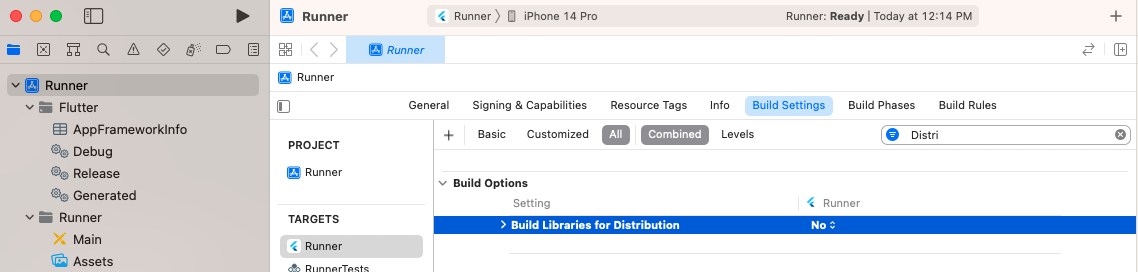 Runner
Runner
iPhone 14 Pro
Runner: Ready | Today at 12:14 PM
Runner
Runner
Runner
Flutter
AppFrameworkInfo
Debug
Release
Generated
Runner
Main
Assets
General Signing & Capabilities Resource Tags Info Build Settings Build Phases Build Rules
Basic Customized All Combined Levels Distri
PROJECT
Runner
TARGETS
Runner
RunnerTests
Build Options
Setting Runner
Build Libraries for Distribution No